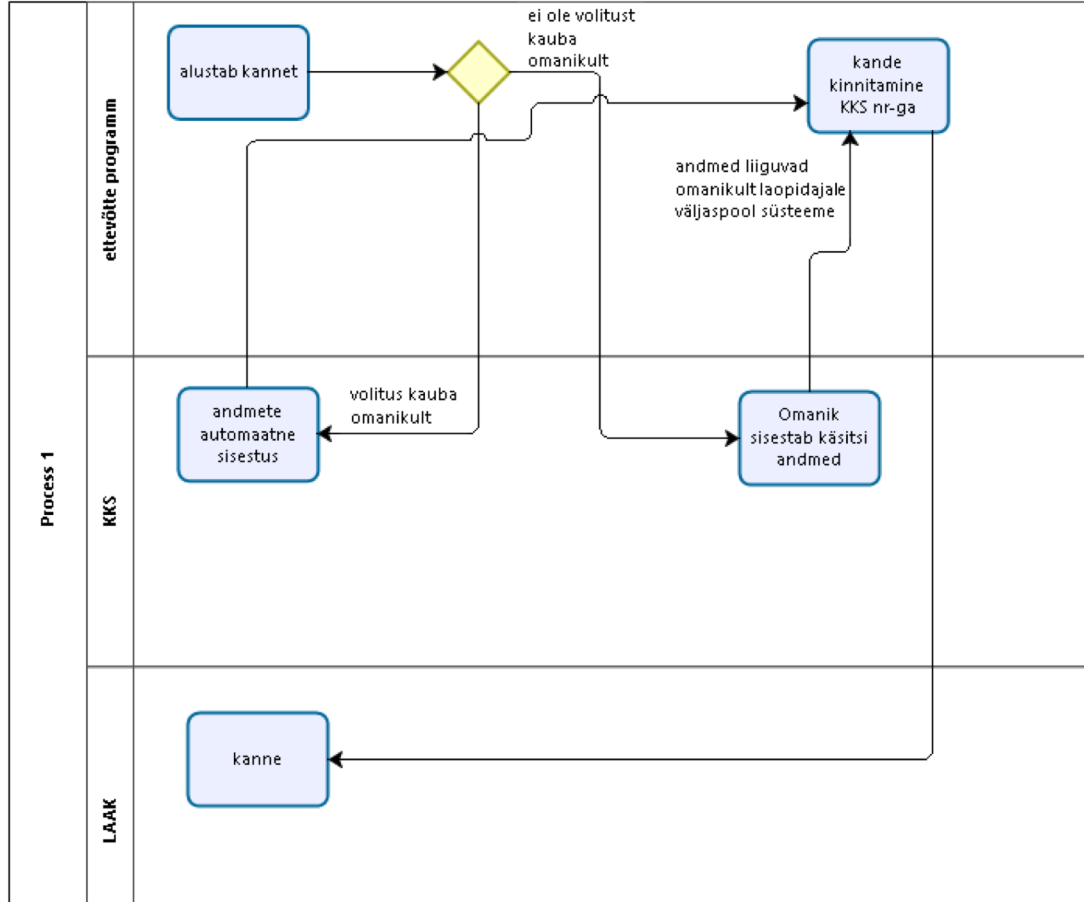 Process 1
ettevõtte programm
alustab kannet
ei ole volitust
kauba
omanikult
kande
kinnitamine
KKS nr-ga
andmed liiguvad
omanikult laopidajale
väljaspool süsteeme
KKS
andmete
automaatne
sisestus
volitus kauba
omanikult
Omanik
sisestab käsitsi
andmed
LAAK
kanne